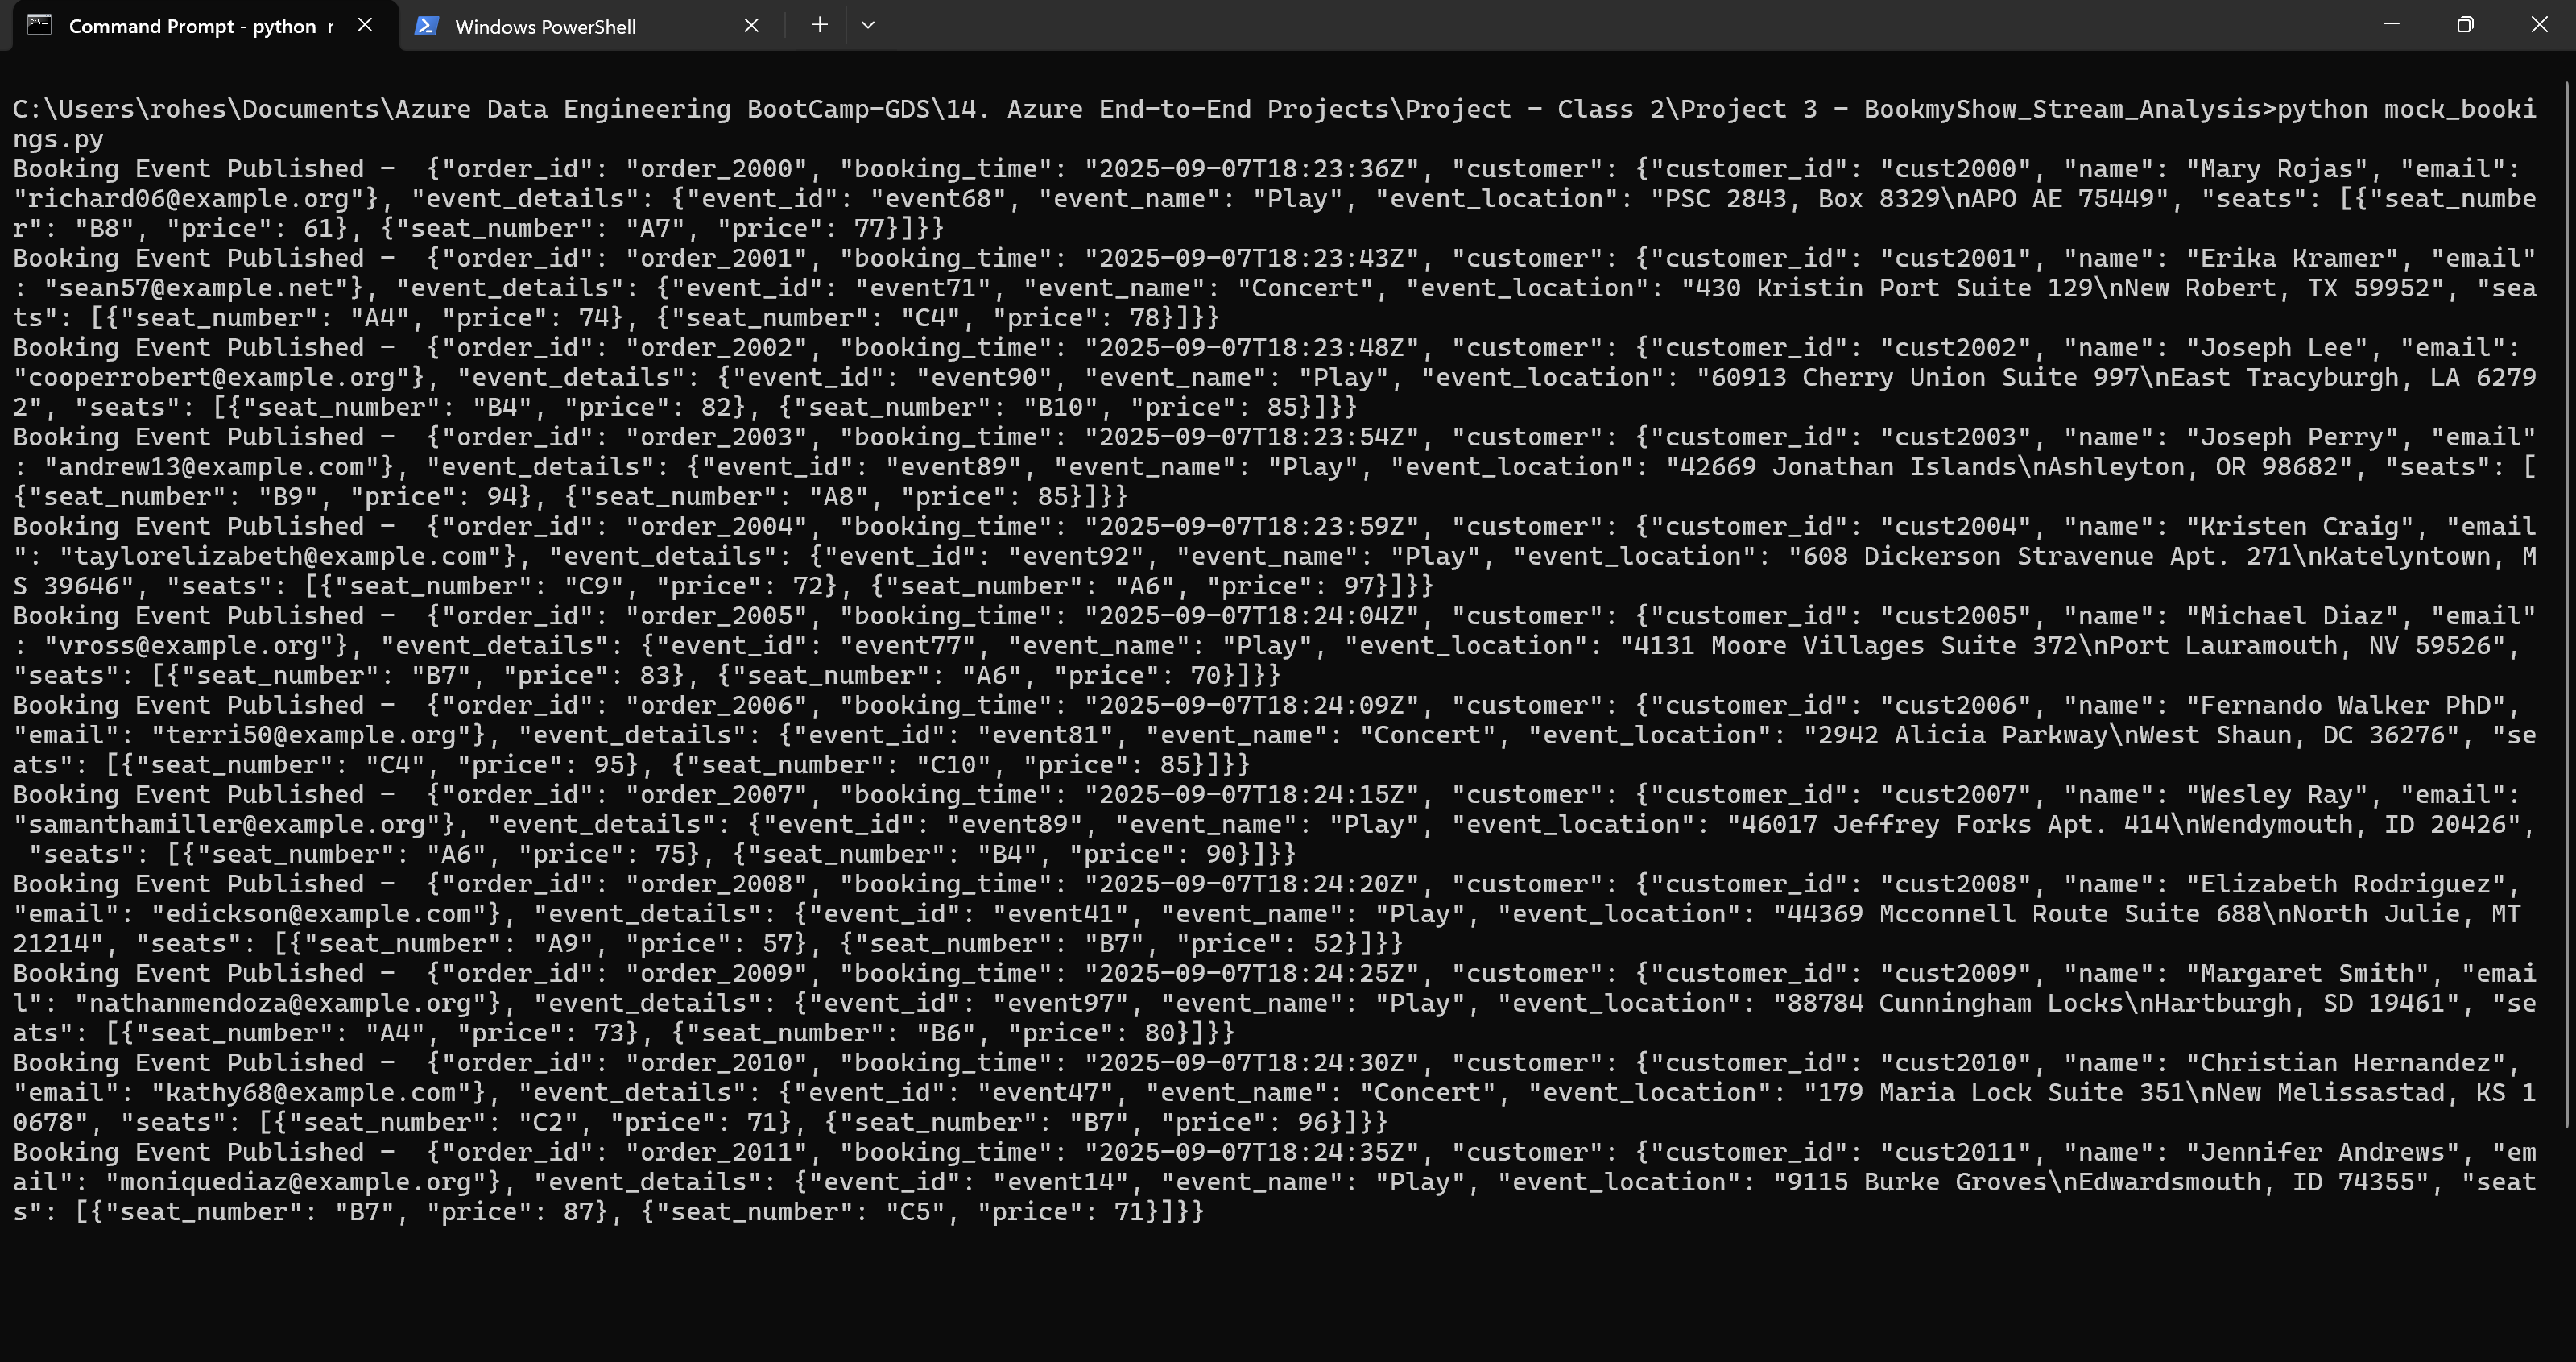 Command Prompt - python  r
Windows PowerShell
C:\Users\rohes\Documents\Azure Data Engineering BootCamp-GDS\14. Azure End-to-End Projects\Project - Class 2\Project 3 - BookmyShow_Stream_Analysis>python mock_booki
ngs.py
Booking Event Published -  {"order_id": "order_2000", "booking_time": "2025-09-07T18:23:36Z", "customer": {"customer_id": "cust2000", "name": "Mary Rojas", "email":
"richard06@example.org"}, "event_details": {"event_id": "event68", "event_name": "Play", "event_location": "PSC 2843, Box 8329\nAPO AE 75449", "seats": [{"seat_numbe
r": "B8", "price": 61}, {"seat_number": "A7", "price": 77}]}}
Booking Event Published -  {"order_id": "order_2001", "booking_time": "2025-09-07T18:23:43Z", "customer": {"customer_id": "cust2001", "name": "Erika Kramer", "email"
: "sean57@example.net"}, "event_details": {"event_id": "event71", "event_name": "Concert", "event_location": "430 Kristin Port Suite 129\nNew Robert, TX 59952", "sea
ts": [{"seat_number": "A4", "price": 74}, {"seat_number": "C4", "price": 78}]}}
Booking Event Published -  {"order_id": "order_2002", "booking_time": "2025-09-07T18:23:48Z", "customer": {"customer_id": "cust2002", "name": "Joseph Lee", "email":
"cooperrobert@example.org"}, "event_details": {"event_id": "event90", "event_name": "Play", "event_location": "60913 Cherry Union Suite 997\nEast Tracyburgh, LA 6279
2", "seats": [{"seat_number": "B4", "price": 82}, {"seat_number": "B10", "price": 85}]}}
Booking Event Published -  {"order_id": "order_2003", "booking_time": "2025-09-07T18:23:54Z", "customer": {"customer_id": "cust2003", "name": "Joseph Perry", "email"
: "andrew13@example.com"}, "event_details": {"event_id": "event89", "event_name": "Play", "event_location": "42669 Jonathan Islands\nAshleyton, OR 98682", "seats": [
{"seat_number": "B9", "price": 94}, {"seat_number": "A8", "price": 85}]}}
Booking Event Published -  {"order_id": "order_2004", "booking_time": "2025-09-07T18:23:59Z", "customer": {"customer_id": "cust2004", "name": "Kristen Craig", "email
": "taylorelizabeth@example.com"}, "event_details": {"event_id": "event92", "event_name": "Play", "event_location": "608 Dickerson Stravenue Apt. 271\nKatelyntown, M
S 39646", "seats": [{"seat_number": "C9", "price": 72}, {"seat_number": "A6", "price": 97}]}}
Booking Event Published -  {"order_id": "order_2005", "booking_time": "2025-09-07T18:24:04Z", "customer": {"customer_id": "cust2005", "name": "Michael Diaz", "email"
: "vross@example.org"}, "event_details": {"event_id": "event77", "event_name": "Play", "event_location": "4131 Moore Villages Suite 372\nPort Lauramouth, NV 59526",
"seats": [{"seat_number": "B7", "price": 83}, {"seat_number": "A6", "price": 70}]}}
Booking Event Published -  {"order_id": "order_2006", "booking_time": "2025-09-07T18:24:09Z", "customer": {"customer_id": "cust2006", "name": "Fernando Walker PhD",
"email": "terri50@example.org"}, "event_details": {"event_id": "event81", "event_name": "Concert", "event_location": "2942 Alicia Parkway\nWest Shaun, DC 36276", "se
ats": [{"seat_number": "C4", "price": 95}, {"seat_number": "C10", "price": 85}]}}
Booking Event Published -  {"order_id": "order_2007", "booking_time": "2025-09-07T18:24:15Z", "customer": {"customer_id": "cust2007", "name": "Wesley Ray", "email":
"samanthamiller@example.org"}, "event_details": {"event_id": "event89", "event_name": "Play", "event_location": "46017 Jeffrey Forks Apt. 414\nWendymouth, ID 20426",
 "seats": [{"seat_number": "A6", "price": 75}, {"seat_number": "B4", "price": 90}]}}
Booking Event Published -  {"order_id": "order_2008", "booking_time": "2025-09-07T18:24:20Z", "customer": {"customer_id": "cust2008", "name": "Elizabeth Rodriguez",
"email": "edickson@example.com"}, "event_details": {"event_id": "event41", "event_name": "Play", "event_location": "44369 Mcconnell Route Suite 688\nNorth Julie, MT
21214", "seats": [{"seat_number": "A9", "price": 57}, {"seat_number": "B7", "price": 52}]}}
Booking Event Published -  {"order_id": "order_2009", "booking_time": "2025-09-07T18:24:25Z", "customer": {"customer_id": "cust2009", "name": "Margaret Smith", "emai
l": "nathanmendoza@example.org"}, "event_details": {"event_id": "event97", "event_name": "Play", "event_location": "88784 Cunningham Locks\nHartburgh, SD 19461", "se
ats": [{"seat_number": "A4", "price": 73}, {"seat_number": "B6", "price": 80}]}}
Booking Event Published -  {"order_id": "order_2010", "booking_time": "2025-09-07T18:24:30Z", "customer": {"customer_id": "cust2010", "name": "Christian Hernandez",
"email": "kathy68@example.com"}, "event_details": {"event_id": "event47", "event_name": "Concert", "event_location": "179 Maria Lock Suite 351\nNew Melissastad, KS 1
0678", "seats": [{"seat_number": "C2", "price": 71}, {"seat_number": "B7", "price": 96}]}}
Booking Event Published -  {"order_id": "order_2011", "booking_time": "2025-09-07T18:24:35Z", "customer": {"customer_id": "cust2011", "name": "Jennifer Andrews", "em
ail": "moniquediaz@example.org"}, "event_details": {"event_id": "event14", "event_name": "Play", "event_location": "9115 Burke Groves\nEdwardsmouth, ID 74355", "seat
s": [{"seat_number": "B7", "price": 87}, {"seat_number": "C5", "price": 71}]}}